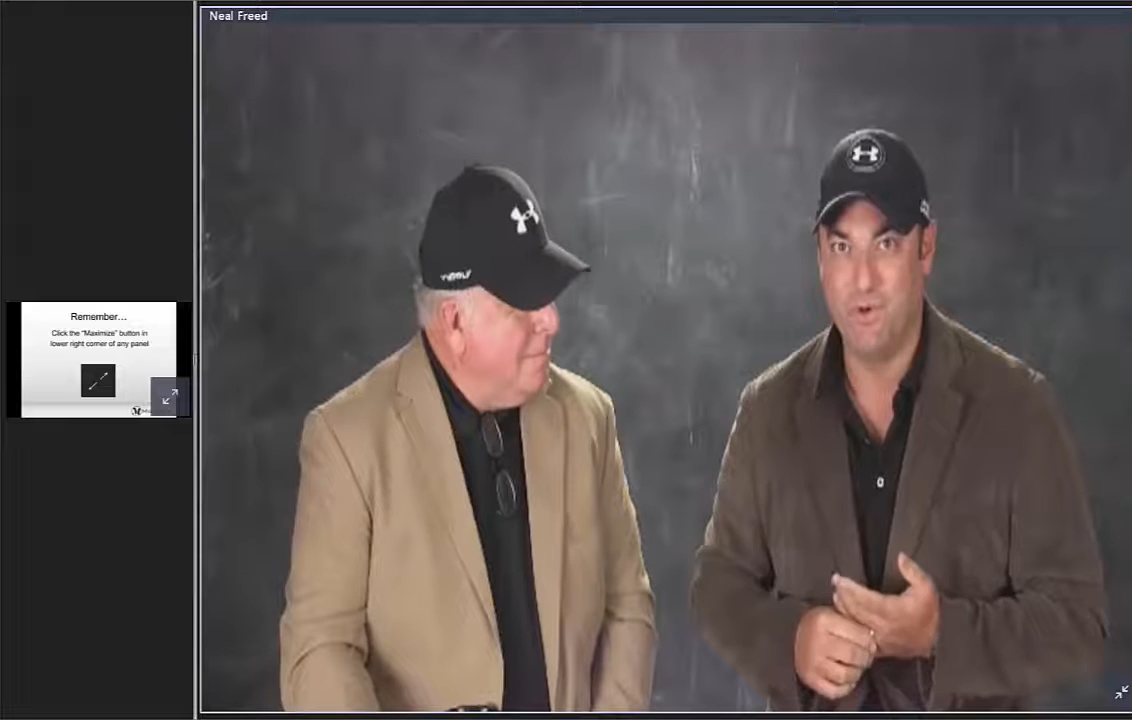 Neal Freed
Remember...
Click the "Maximize" button in
lower right corner of any panel